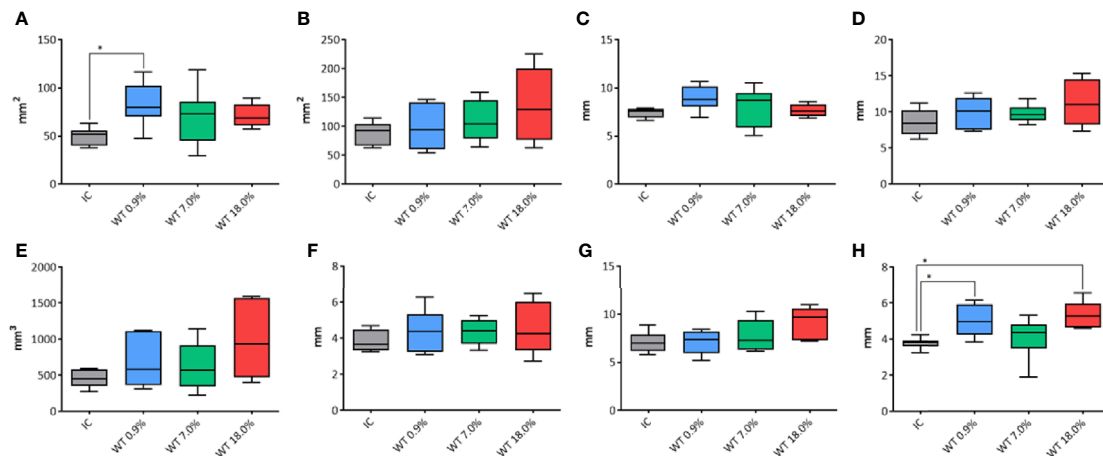 A
B
C
D
*
mm²
150
100
50
0
IC
WT 0.9%
WT 7.0%
WT 18.0%
mm²
250
200
150
100
50
0
IC
WT 0.9%
WT 7.0%
WT 18.0%
mm
15
10
5
0
IC
WT 0.9%
WT 7.0%
WT 18.0%
mm
20
15
10
5
0
IC
WT 0.9%
WT 7.0%
WT 18.0%
E
F
G
H
mm³
2000
1500
1000
500
0
IC
WT 0.9%
WT 7.0%
WT 18.0%
mm
8
6
4
2
0
IC
WT 0.9%
WT 7.0%
WT 18.0%
mm
15
10
5
0
IC
WT 0.9%
WT 7.0%
WT 18.0%
*
*
mm
8
6
4
2
0
IC
WT 0.9%
WT 7.0%
WT 18.0%